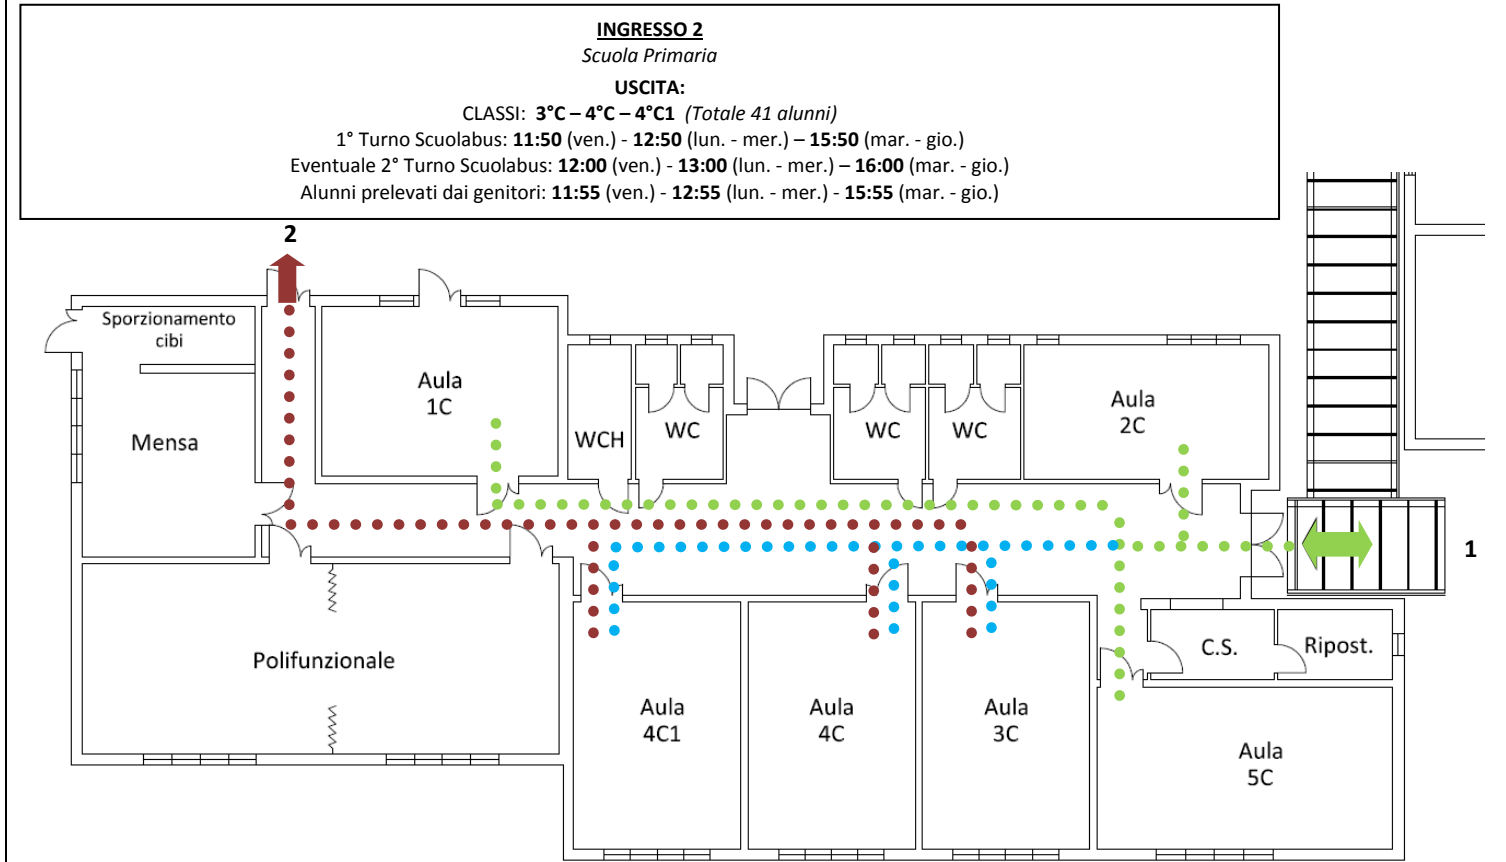 INGRESSO 2
Scuola Primaria
USCITA:
CLASSI: 3°C – 4°C – 4°C1 (Totale 41 alunni)
1° Turno Scuolabus: 11:50 (ven.) - 12:50 (lun. - mer.) – 15:50 (mar. - gio.)
Eventuale 2° Turno Scuolabus: 12:00 (ven.) - 13:00 (lun. - mer.) – 16:00 (mar. - gio.)
Alunni prelevati dai genitori: 11:55 (ven.) - 12:55 (lun. - mer.) - 15:55 (mar. - gio.)
2
Sporzionamento
cibi
Mensa
Aula
1C
WCH
WC
WC
WC
Aula
2C
1
Polifunzionale
Aula
4C1
Aula
4C
Aula
3C
C.S.
Ripost.
Aula
5C